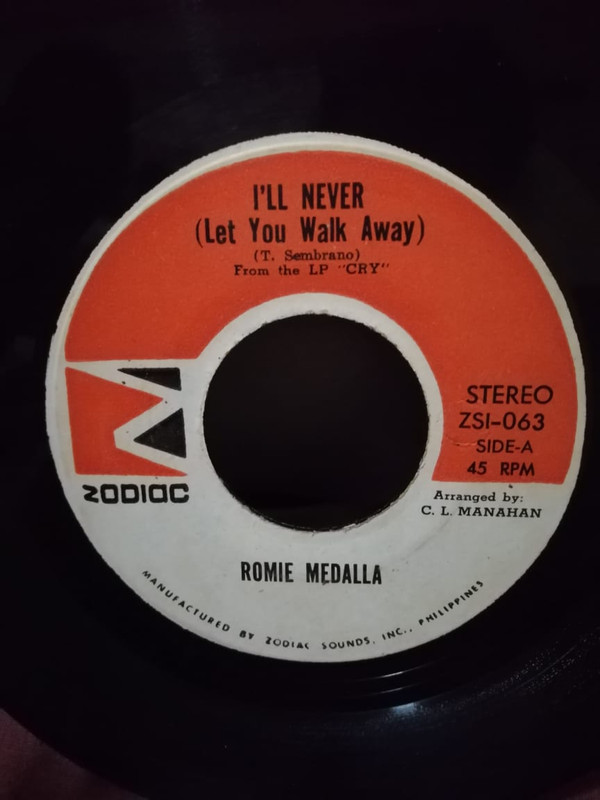 I'LL NEVER
(Let You Walk Away)
(T. Sembrano)
From the LP "CRY"
STEREO
ZSI-063
SIDE-A
45 RPM
ZODIAC
Arranged by:
C. L. MANAHAN
ROMIE MEDALLA
MANUFACTURED BY ZODIAC SOUNDS, INC., PHILIPPINES